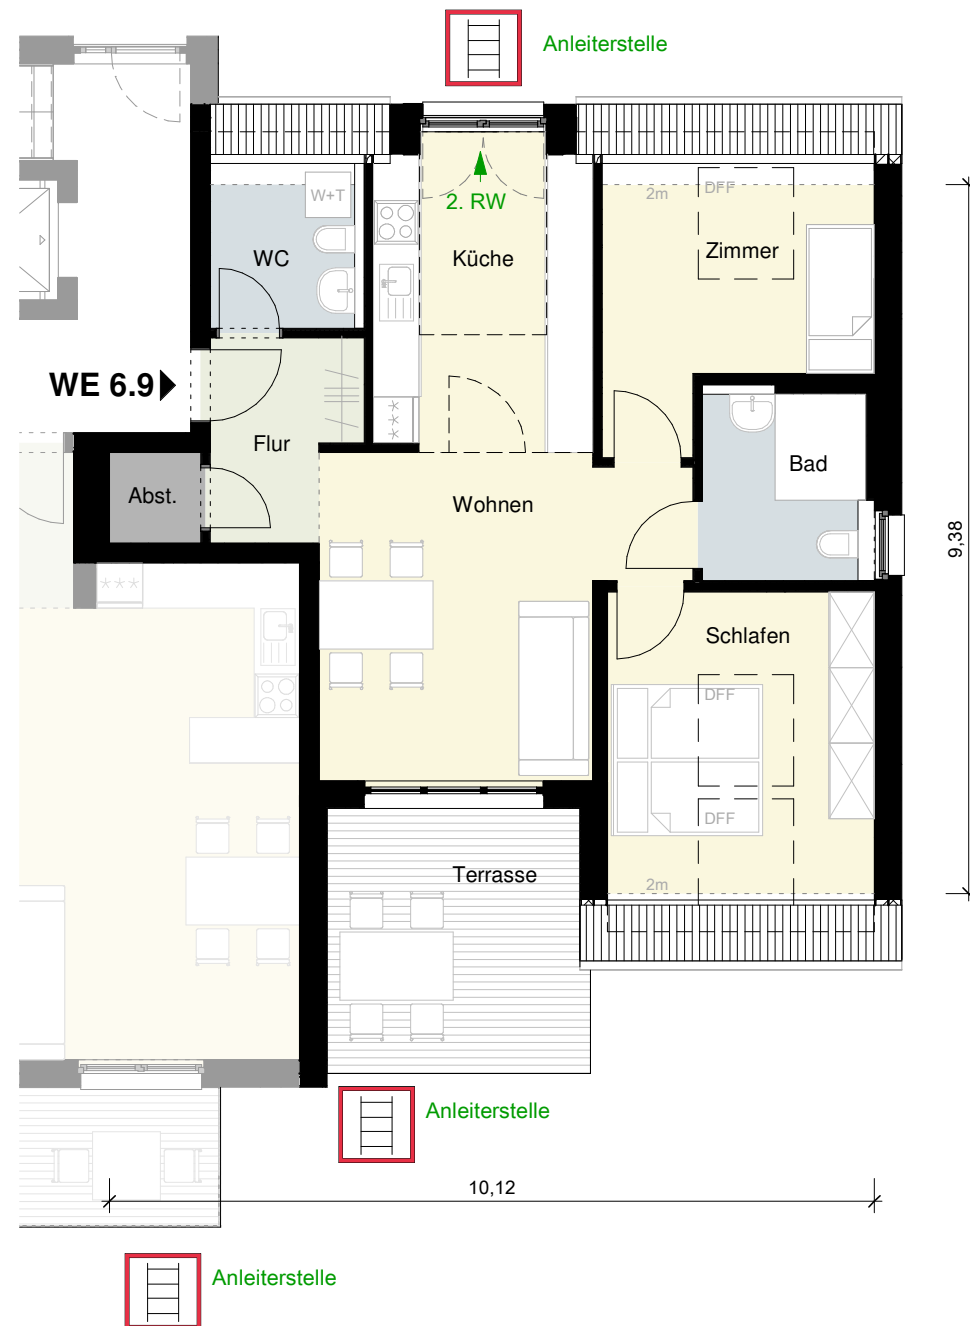 Anleiterstelle
2m
DFF
W+T
2. RW
WC
Küche
Zimmer
WE 6.9
Flur
***
Bad
Abst.
Wohnen
9,38
***
Schlafen
DFF
DFF
Terrasse
2m
Anleiterstelle
10,12
Anleiterstelle